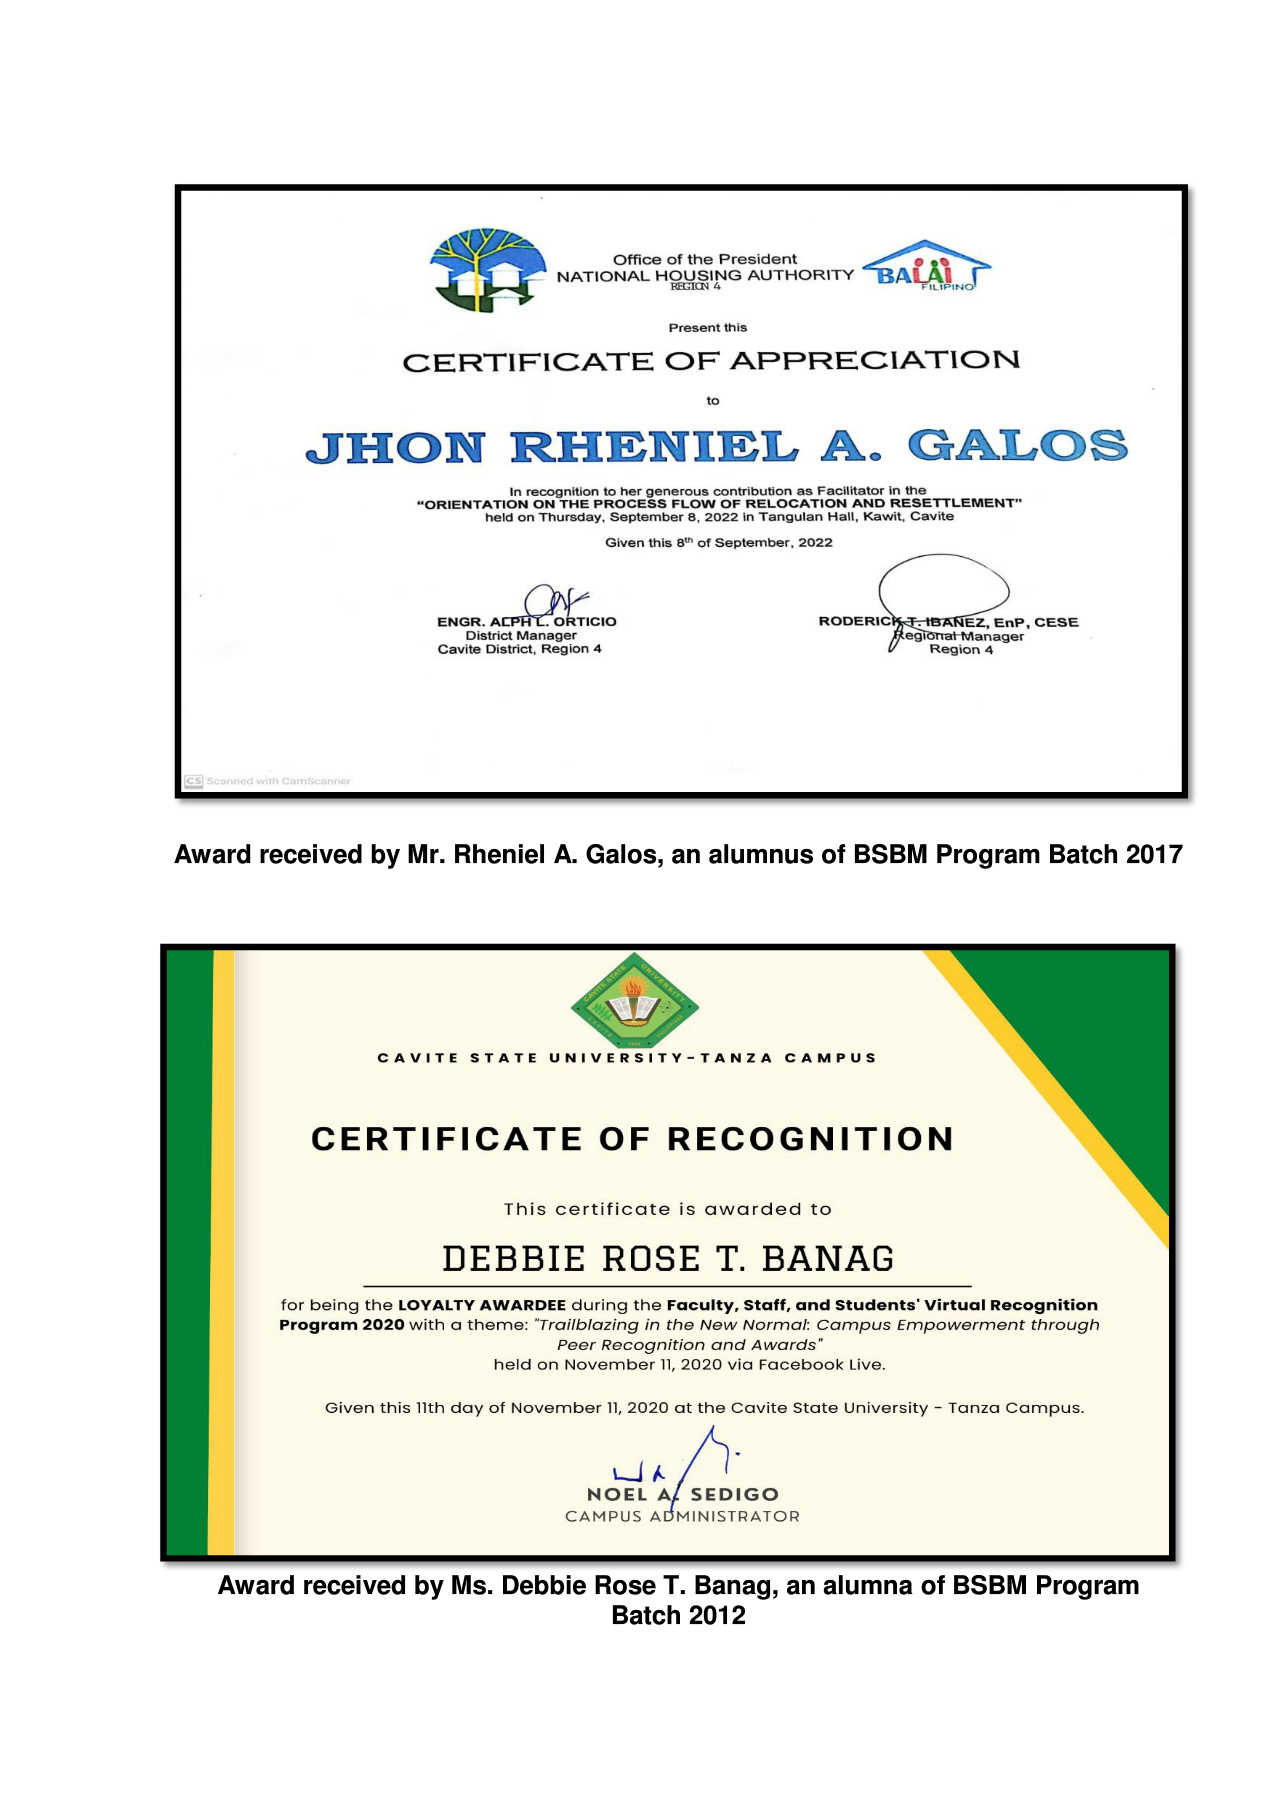 Office of the President
NATIONAL HOUSING AUTHORITY
REGION 4
BALAI
FILIPINO
Present this
CERTIFICATE OF APPRECIATION
to
JHON RHENIEL A. GALOS
In recognition to her generous contribution as Facilitator in the
“ORIENTATION ON THE PROCESS FLOW OF RELOCATION AND RESETTLEMENT”
held on Thursday, September 8, 2022 in Tangulan Hall, Kawit, Cavite
Given this 8th of September, 2022
ENGR. ALPH L. ORTICIO
District Manager
Cavite District, Region 4
RODERICK T. IBAÑEZ, EnP, CESE
Regional Manager
Region 4
CS Scanned with CamScanner
Award received by Mr. Rheniel A. Galos, an alumnus of BSBM Program Batch 2017
CAVITE STATE UNIVERSITY
CAVITE STATE UNIVERSITY-TANZA CAMPUS
CERTIFICATE OF RECOGNITION
This certificate is awarded to
DEBBIE ROSE T. BANAG
for being the LOYALTY AWARDEE during the Faculty, Staff, and Students' Virtual Recognition
Program 2020 with a theme: "Trailblazing in the New Normal: Campus Empowerment through
Peer Recognition and Awards"
held on November 11, 2020 via Facebook Live.
Given this 11th day of November 11, 2020 at the Cavite State University - Tanza Campus.
NOEL A. SEDIGO
CAMPUS ADMINISTRATOR
Award received by Ms. Debbie Rose T. Banag, an alumna of BSBM Program
Batch 2012